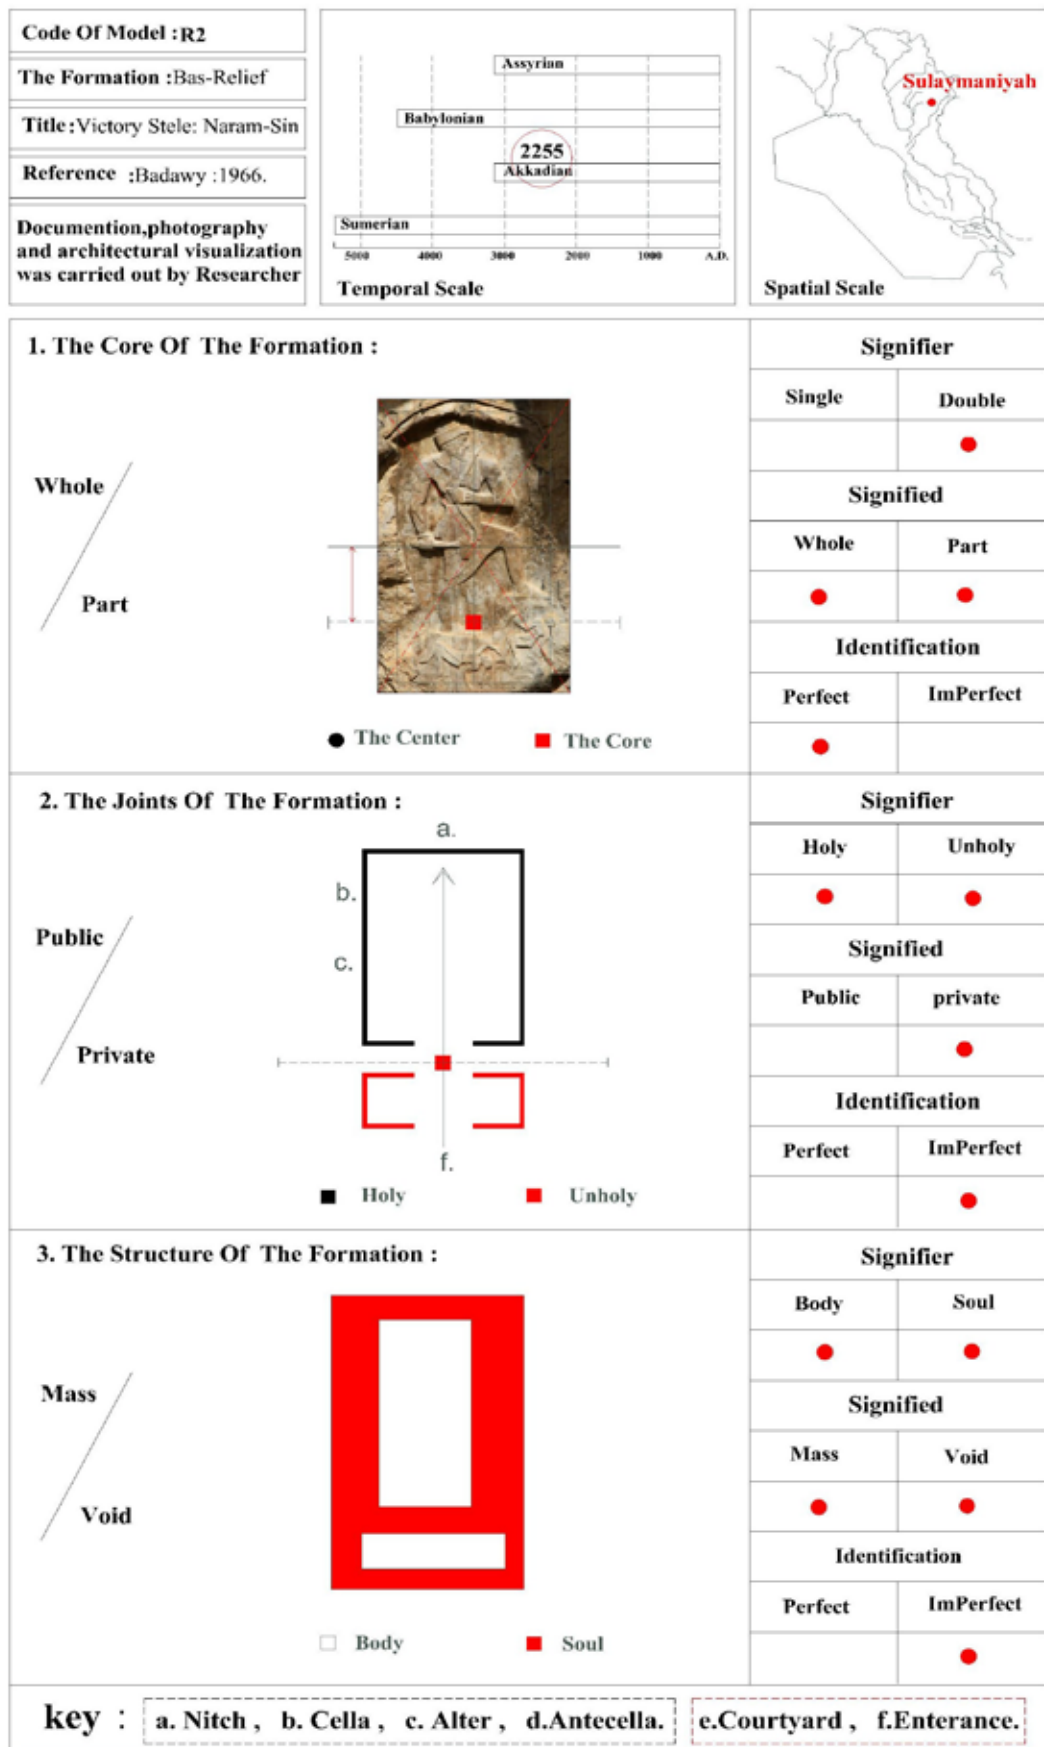 Code Of Model :R2
The Formation :Bas-Relief
Title:Victory Stele: Naram-Sin
Reference :Badawy :1966.
Documention,photography
and architectural visualization
was carried out by Researcher
Assyrian
Babylonian
2255
Akkadian
Sumerian
5000 4000 3000 2000 1000 A.D.
Temporal Scale
Sulaymaniyah
Spatial Scale
1. The Core Of The Formation :
Whole
Part
The Center The Core
Signifier
Single Double
Signified
Whole Part
Identification
Perfect ImPerfect
2. The Joints Of The Formation :
Public
Private
a.
b.
c.
f.
Holy Unholy
Signifier
Holy Unholy
Signified
Public private
Identification
Perfect ImPerfect
3. The Structure Of The Formation :
Mass
Void
Body Soul
Signifier
Body Soul
Signified
Mass Void
Identification
Perfect ImPerfect
key : a. Nitch , b. Cella , c. Alter , d.Antecella. e.Courtyard , f.Enterance.